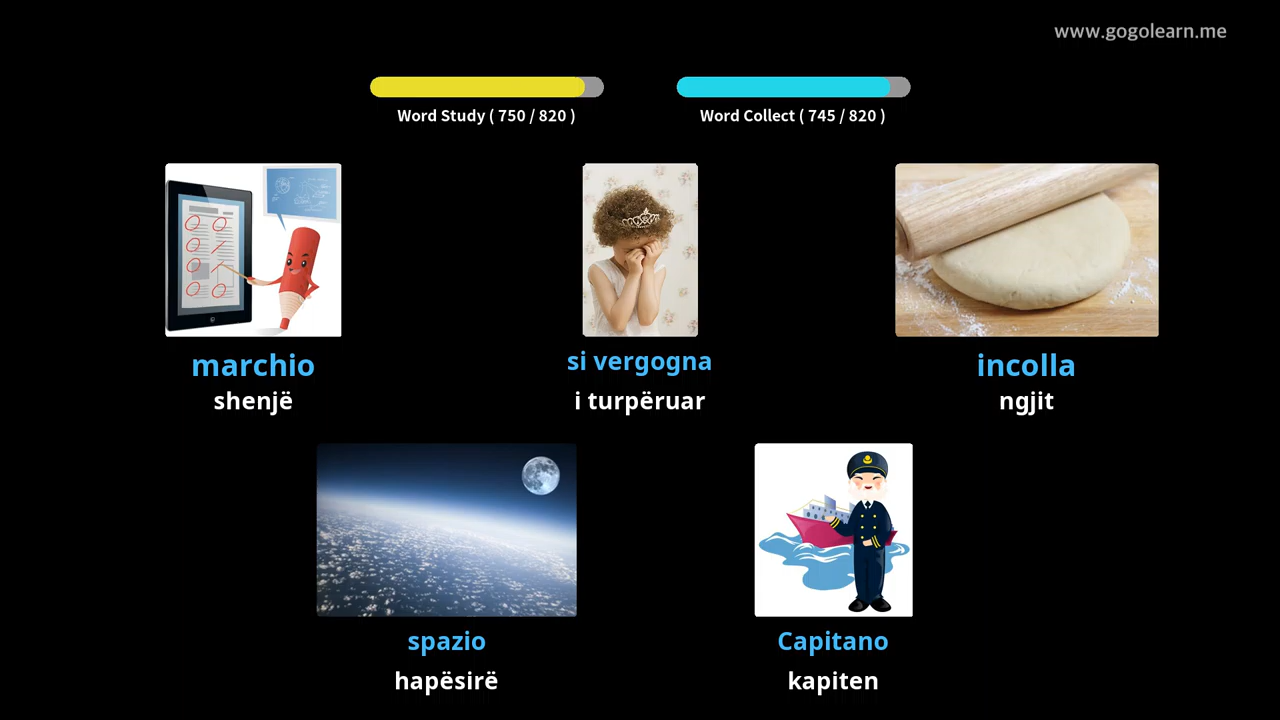 www.gogolearn.me
Word Study ( 750 / 820 )
Word Collect ( 745 / 820 )
marchio
shenjë
si vergogna
i turpëruar
incolla
ngjit
spazio
hapësirë
Capitano
kapiten